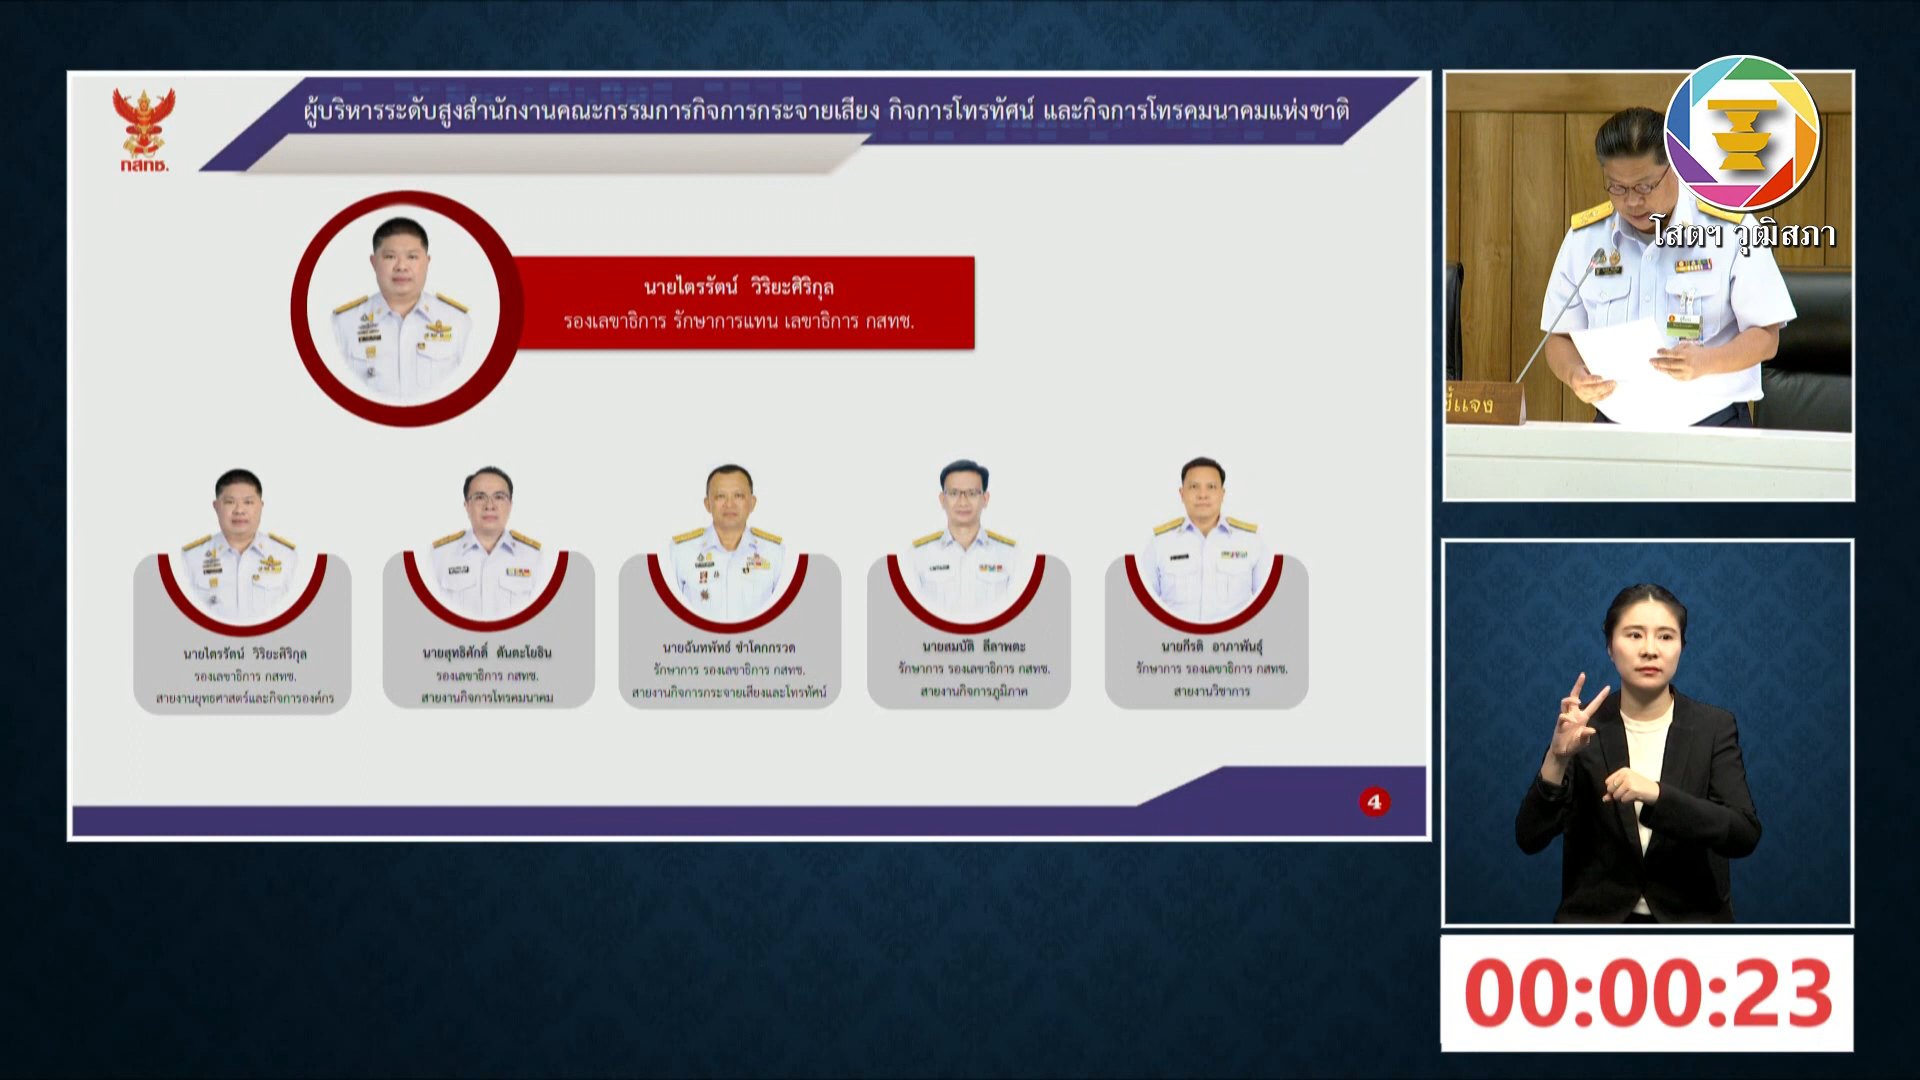 ผู้บริหารระดับสูงสำนักงานคณะกรรมการกิจการกระจายเสียง กิจการโทรทัศน์ และกิจการโทรคมนาคมแห่งชาติ
กสทช.
นายไตรรัตน์ วิริยะศิริกุล
รองเลขาธิการ รักษาการแทน เลขาธิการ กสทช.
นายไตรรัตน์ วิริยะศิริกุล
รองเลขาธิการ กสทช.
สายงานยุทธศาสตร์และกิจการองค์กร
นายสุทธิศักดิ์ ตันตะโยธิน
รองเลขาธิการ กสทช.
สายงานกิจการโทรคมนาคม
นายฉันทพัทธ์ ขำโคกกรวด
รักษาการ รองเลขาธิการ กสทช.
สายงานกิจการกระจายเสียงและโทรทัศน์
นายสมบัติ ลีลาพตะ
รักษาการ รองเลขาธิการ กสทช.
สายงานกิจการภูมิภาค
นายกีรติ อาภาพันธุ์
รักษาการ รองเลขาธิการ กสทช.
สายงานวิชาการ
4
โสตฯ วุฒิสภา
ชี้แจง
00:00:23